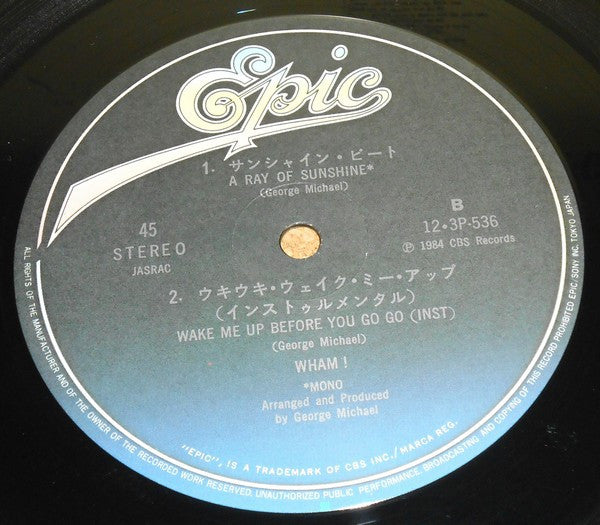 Epic
1. サンシャイン・ビート
A RAY OF SUNSHINE*
(George Michael)
45
STEREO
JASRAC
B
12・3P-536
Ⓟ 1984 CBS Records
2. ウキウキ・ウェイク・ミー・アップ
(インストゥルメンタル)
WAKE ME UP BEFORE YOU GO GO (INST)
(George Michael)
WHAM!
*MONO
Arranged and Produced
by George Michael
"EPIC", IS A TRADEMARK OF CBS INC./MARCA REG.
ALL RIGHTS OF THE MANUFACTURER AND OF THE OWNER OF THE RECORDED WORK RESERVED. UNAUTHORIZED PUBLIC PERFORMANCE, BROADCASTING AND COPYING OF THIS RECORD PROHIBITED EPIC/SONY INC. TOKYO JAPAN.